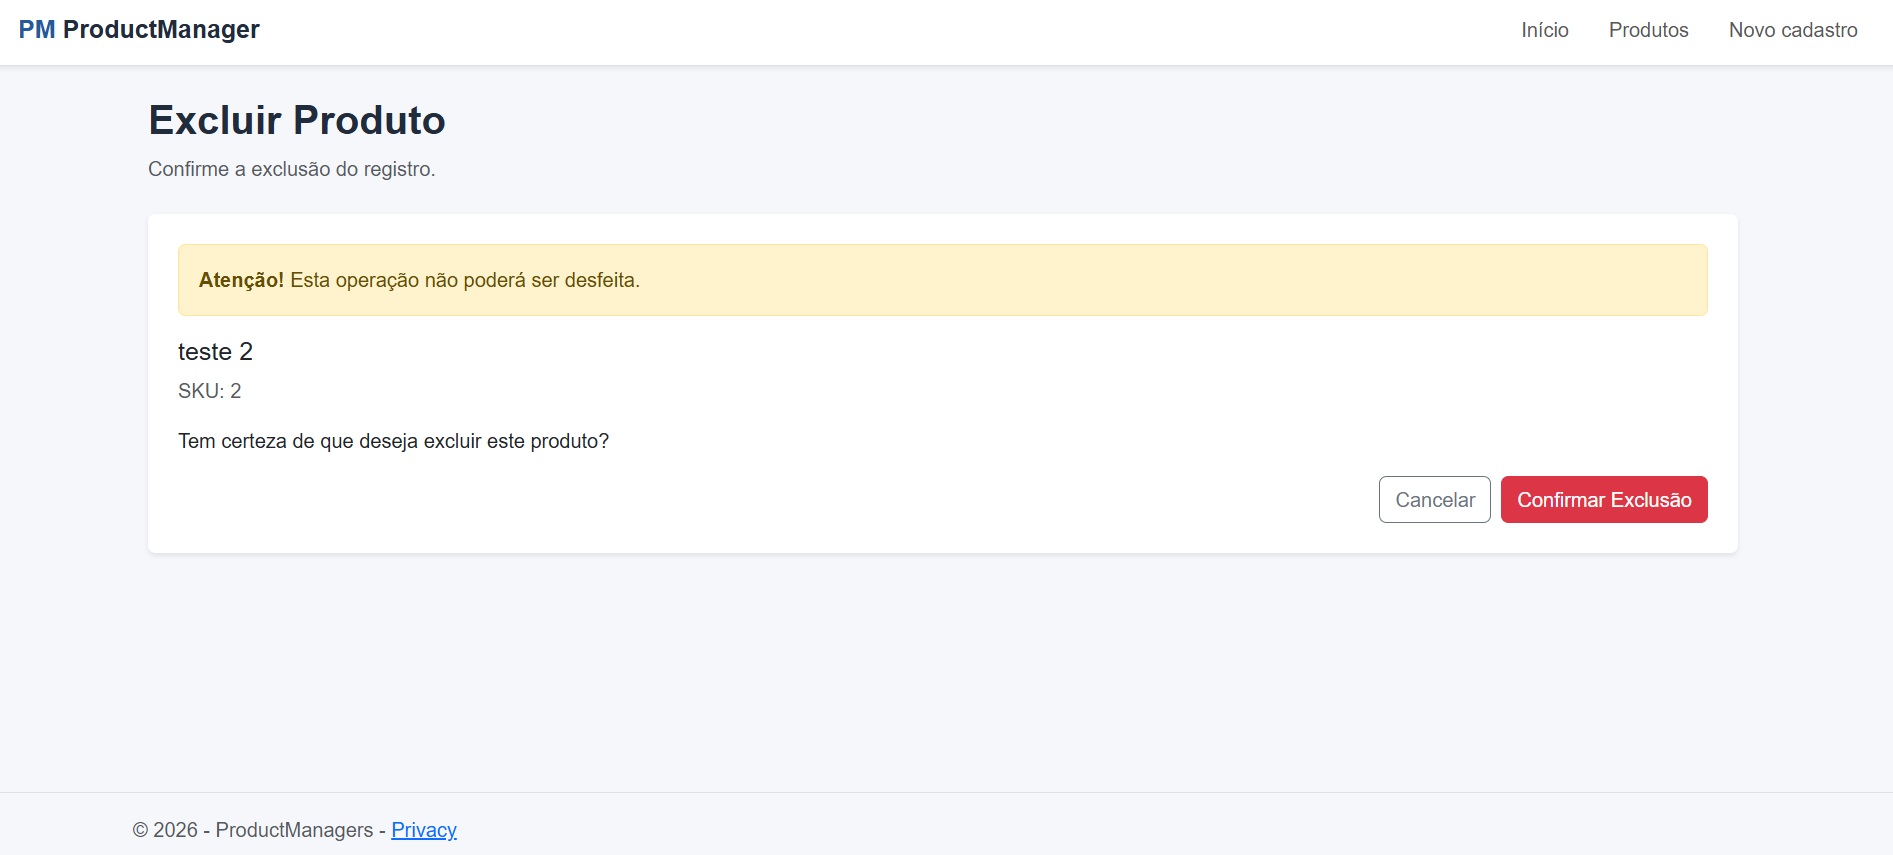 PM ProductManager
Início Produtos Novo cadastro
Excluir Produto
Confirme a exclusão do registro.
Atenção! Esta operação não poderá ser desfeita.
teste 2
SKU: 2
Tem certeza de que deseja excluir este produto?
Cancelar Confirmar Exclusão
© 2026 - ProductManagers - Privacy